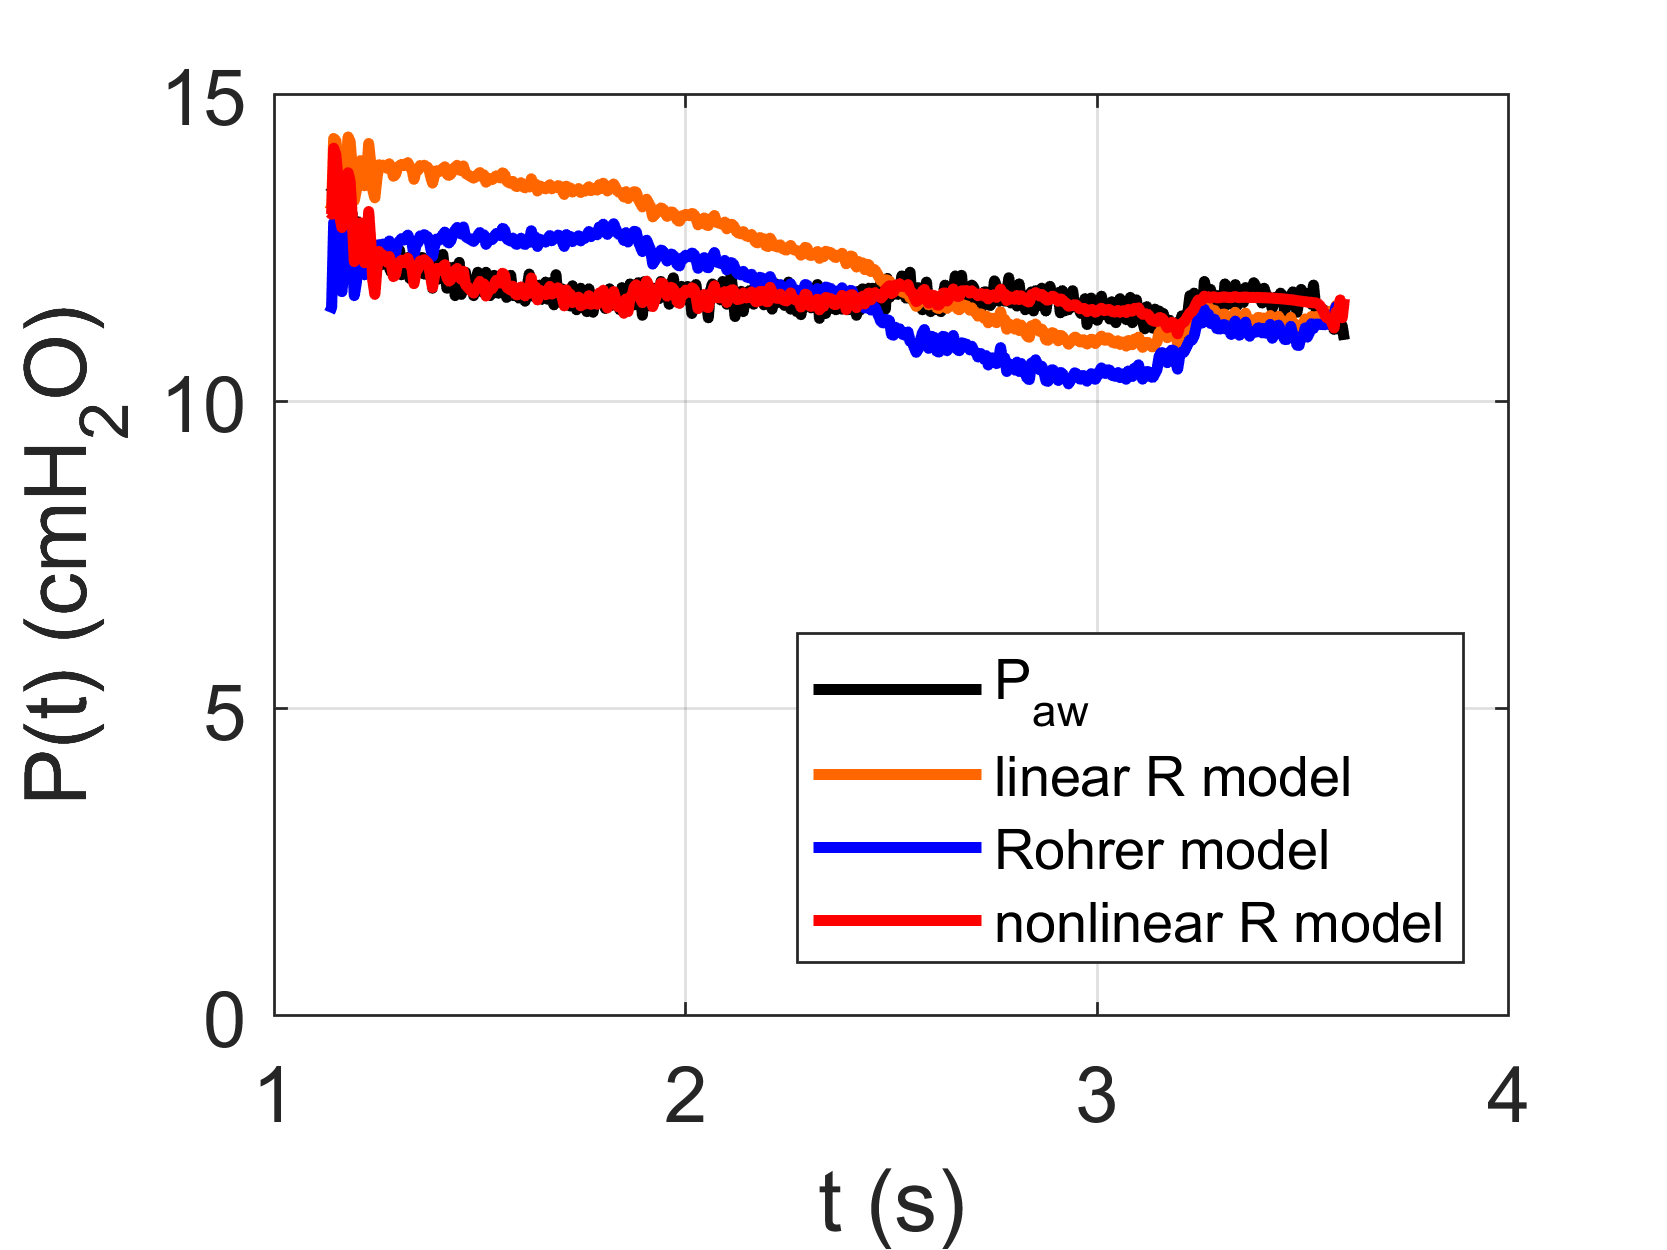 15
10
5
0
1 2 3 4
P(t) (cmH2O)
t (s)
Paw
linear R model
Rohrer model
nonlinear R model